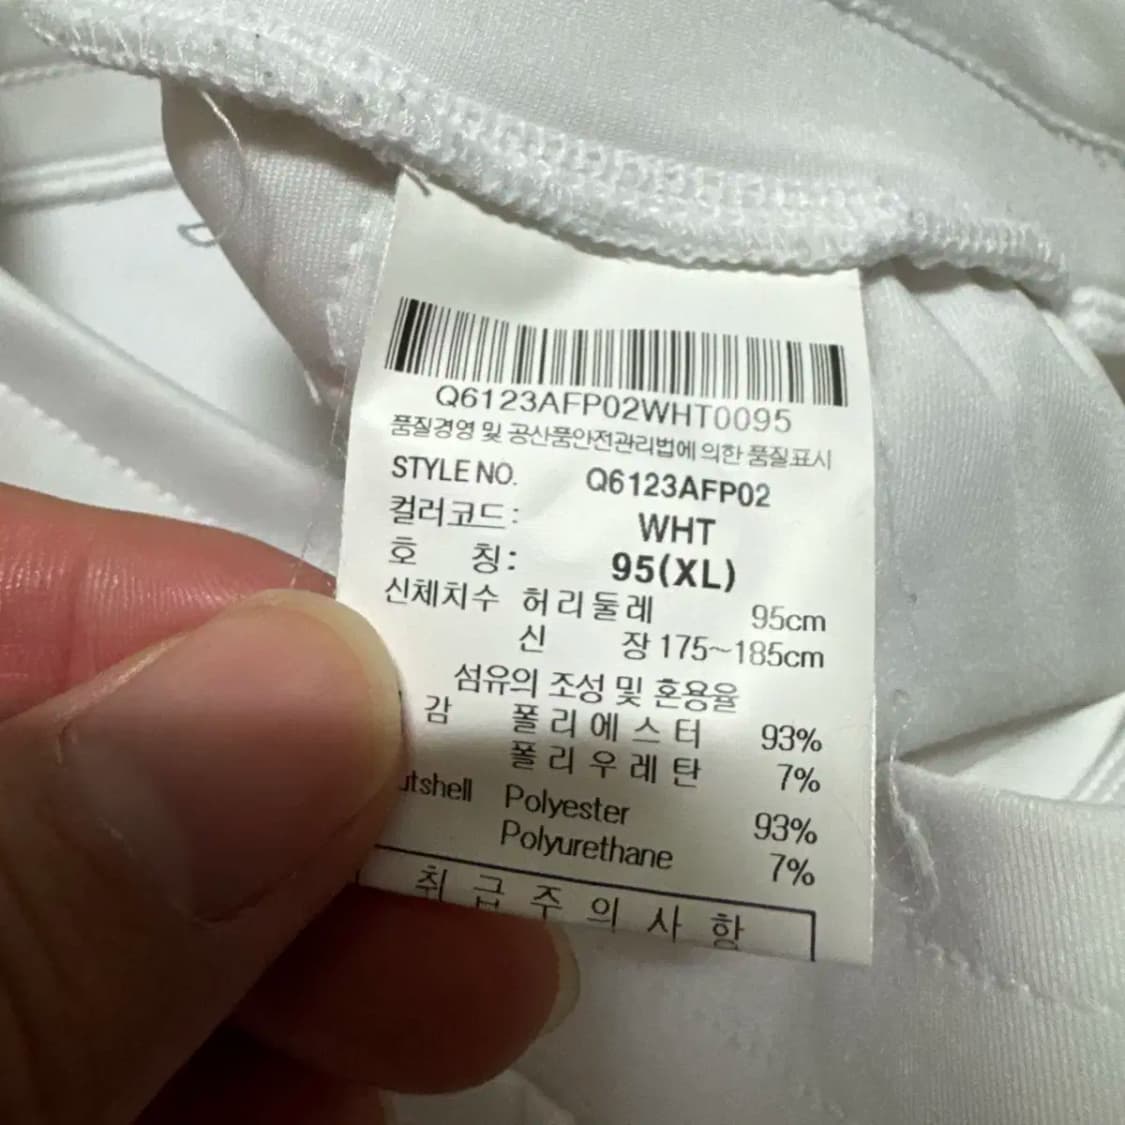 Q6123AFP02WHT0095
품질경영 및 공산품안전관리법에 의한 품질표시
STYLE NO. Q6123AFP02
컬러코드: WHT
호 칭: 95(XL)
신체치수 허리둘레 95cm
신 장 175~185cm
섬유의 조성 및 혼용율
감 폴리에스터 93%
폴리우레탄 7%
Polyester 93%
Polyurethane 7%
취급주의사항